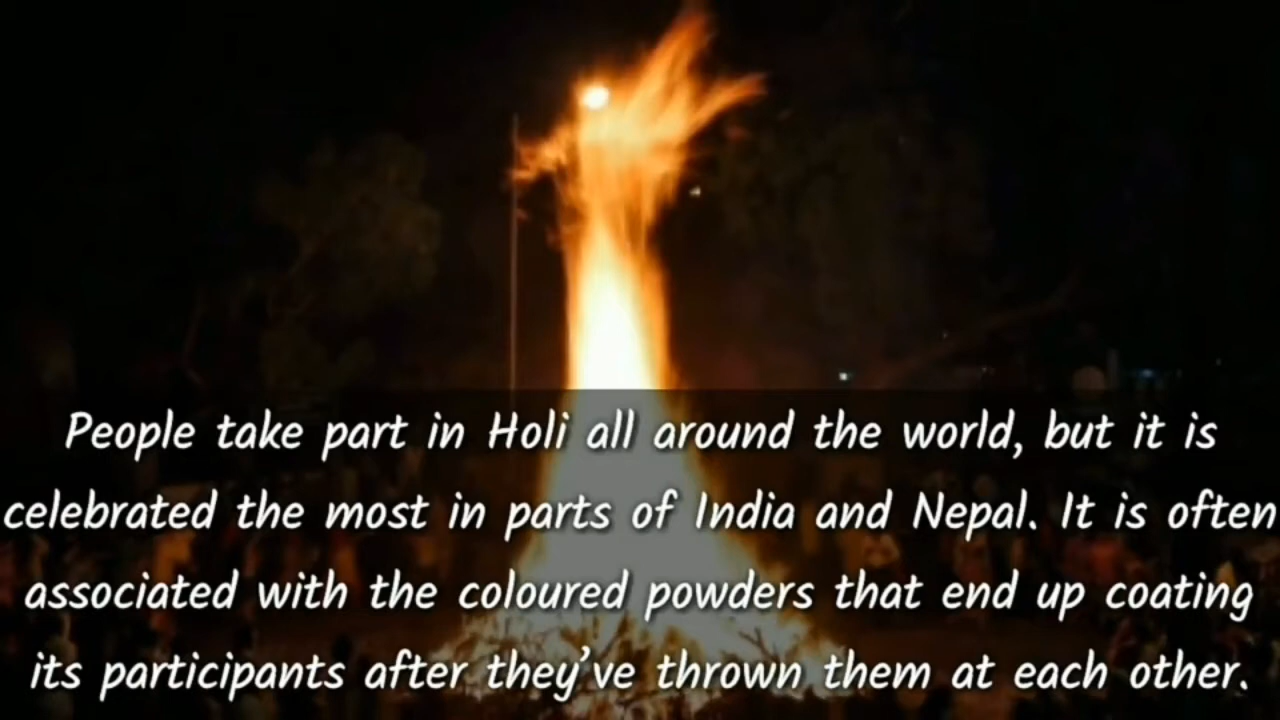 People take part in Holi all around the world, but it is
celebrated the most in parts of India and Nepal. It is often
associated with the coloured powders that end up coating
its participants after they've thrown them at each other.